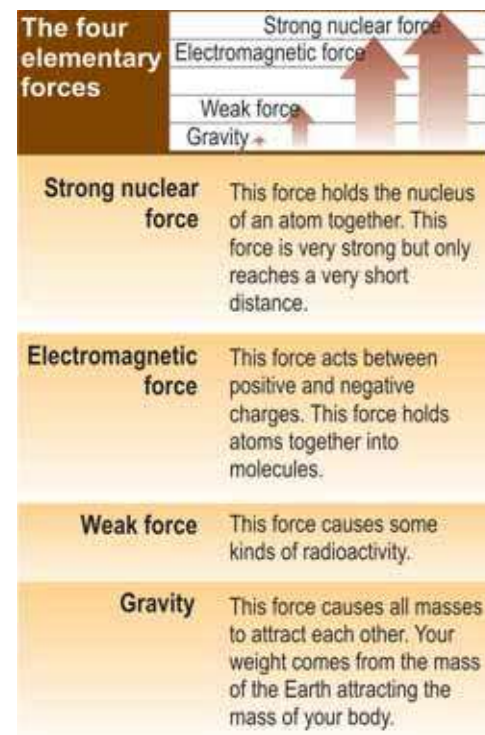 The four
elementary
forces
Strong nuclear force
Electromagnetic force
Weak force
Gravity
Strong nuclear
force
This force holds the nucleus
of an atom together. This
force is very strong but only
reaches a very short
distance.
Electromagnetic
force
This force acts between
positive and negative
charges. This force holds
atoms together into
molecules.
Weak force
This force causes some
kinds of radioactivity.
Gravity
This force causes all masses
to attract each other. Your
weight comes from the mass
of the Earth attracting the
mass of your body.